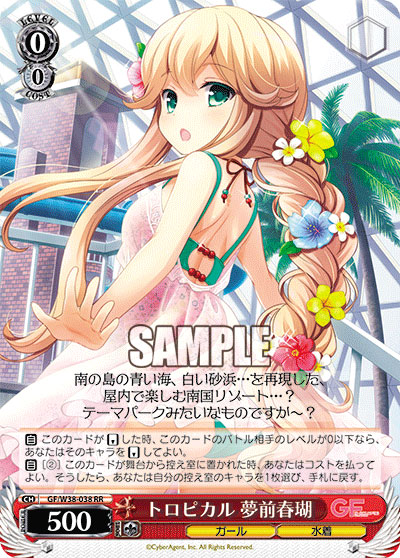 LEVEL
0
0
COST
SAMPLE
南の島の青い海、白い砂浜…を再現した、
屋内で楽しむ南国リゾート…?
テーマパークみたいなものですが～?
【自】このカードが【リバース】した時、このカードのバトル相手のレベルが0以下なら、
あなたはそのキャラを【リバース】してよい。
【自】[②] このカードが舞台から控え室に置かれた時、あなたはコストを払って
よい。そうしたら、あなたは自分の控え室のキャラを1枚選び、手札に戻す。
CH
GF/W38-038 RR
500
トロピカル 夢前春瑚
GF
ガール
水着
©CyberAgent, Inc. All Rights Reserved.